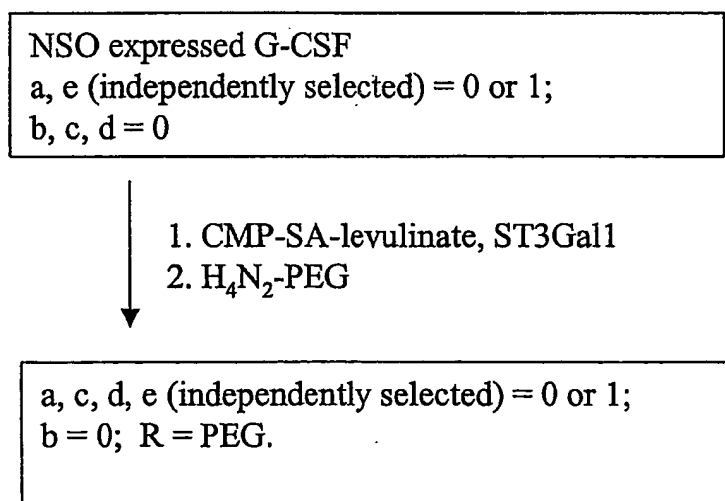 NSO expressed G-CSF
a, e (independently selected) = 0 or 1;
b, c, d = 0
1. CMP-SA-levulinate, ST3Gal1
2. H₄N₂-PEG
a, c, d, e (independently selected) = 0 or 1;
b = 0; R = PEG.